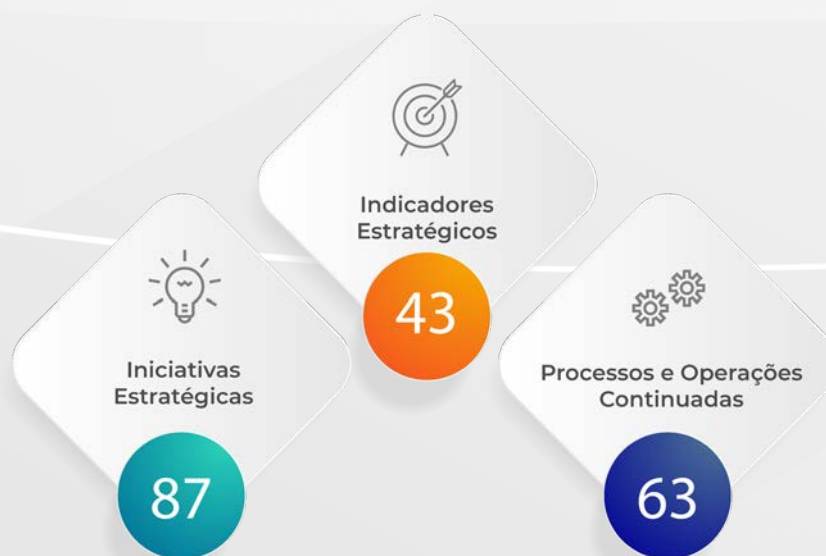 Indicadores
Estratégicos
43
Iniciativas
Estratégicas
87
Processos e Operações
Continuadas
63